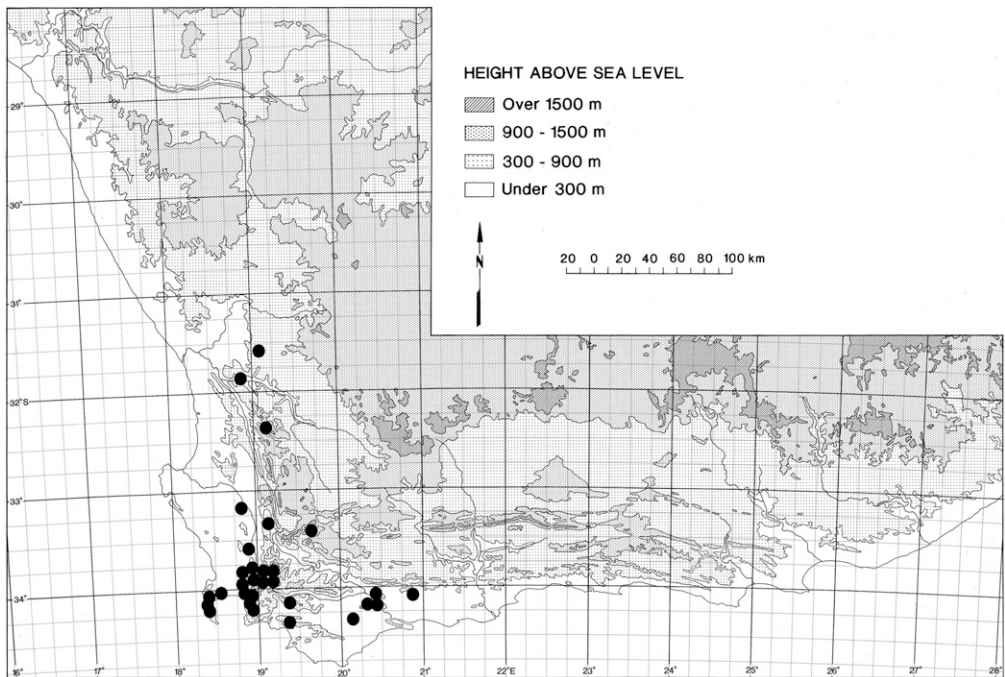 HEIGHT ABOVE SEA LEVEL
Over 1500 m
900 - 1500 m
300 - 900 m
Under 300 m
N
20 0 20 40 60 80 100 km
29°
30°
31°
32°S
33°
34°
16° 17° 18° 19° 20° 21° 22°E 23° 24° 25° 26° 27° 28°